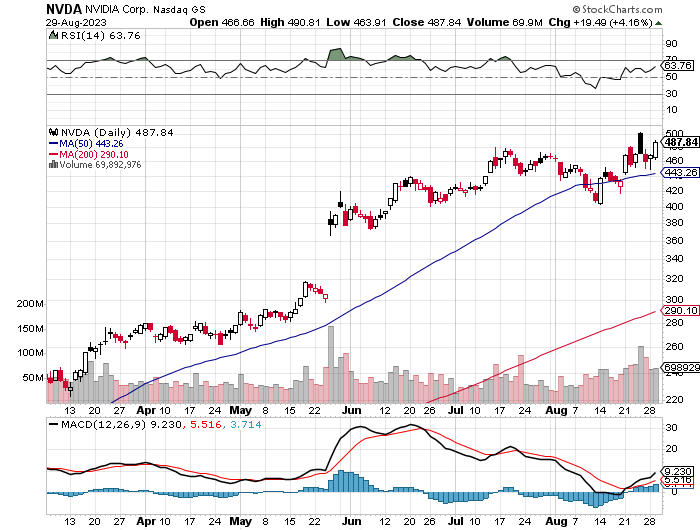 NVDA NVIDIA Corp. Nasdaq GS
© StockCharts.com
29-Aug-2023 Open 466.66 High 490.81 Low 463.91 Close 487.84 Volume 69.9M Chg +19.49 (+4.16%)
RSI(14) 63.76
90
70
63.76
50
30
10
NVDA (Daily) 487.84
MA(50) 443.26
MA(200) 290.10
Volume 69,892,976
500
487.84
460
443.26
420
400
380
360
340
320
300
290.10
280
260
240
220
200M
150M
100M
50M
698929
13 20 27 Apr 10 17 24 May 8 15 22 Jun 12 20 26 Jul 10 17 24 Aug 7 14 21 28
MACD(12,26,9) 9.230, 5.516, 3.714
30
20
10
9.230
5.516
0
13 20 27 Apr 10 17 24 May 8 15 22 Jun 12 20 26 Jul 10 17 24 Aug 7 14 21 28